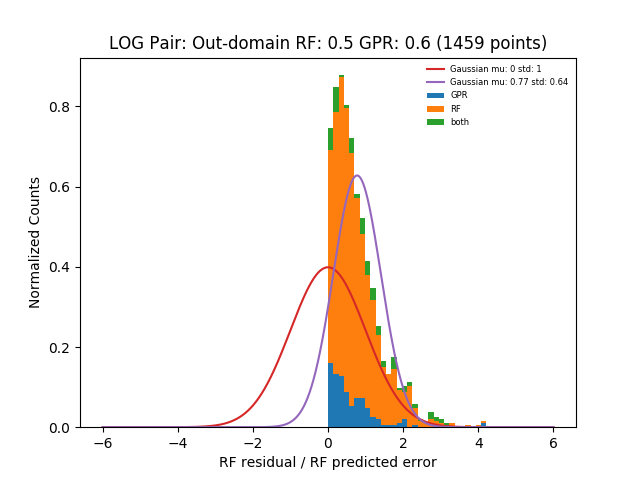 LOG Pair: Out-domain RF: 0.5 GPR: 0.6 (1459 points)
Gaussian mu: 0 std: 1
Gaussian mu: 0.77 std: 0.64
GPR
RF
both
Normalized Counts
0.8
0.6
0.4
0.2
0.0
−6 −4 −2 0 2 4 6
RF residual / RF predicted error